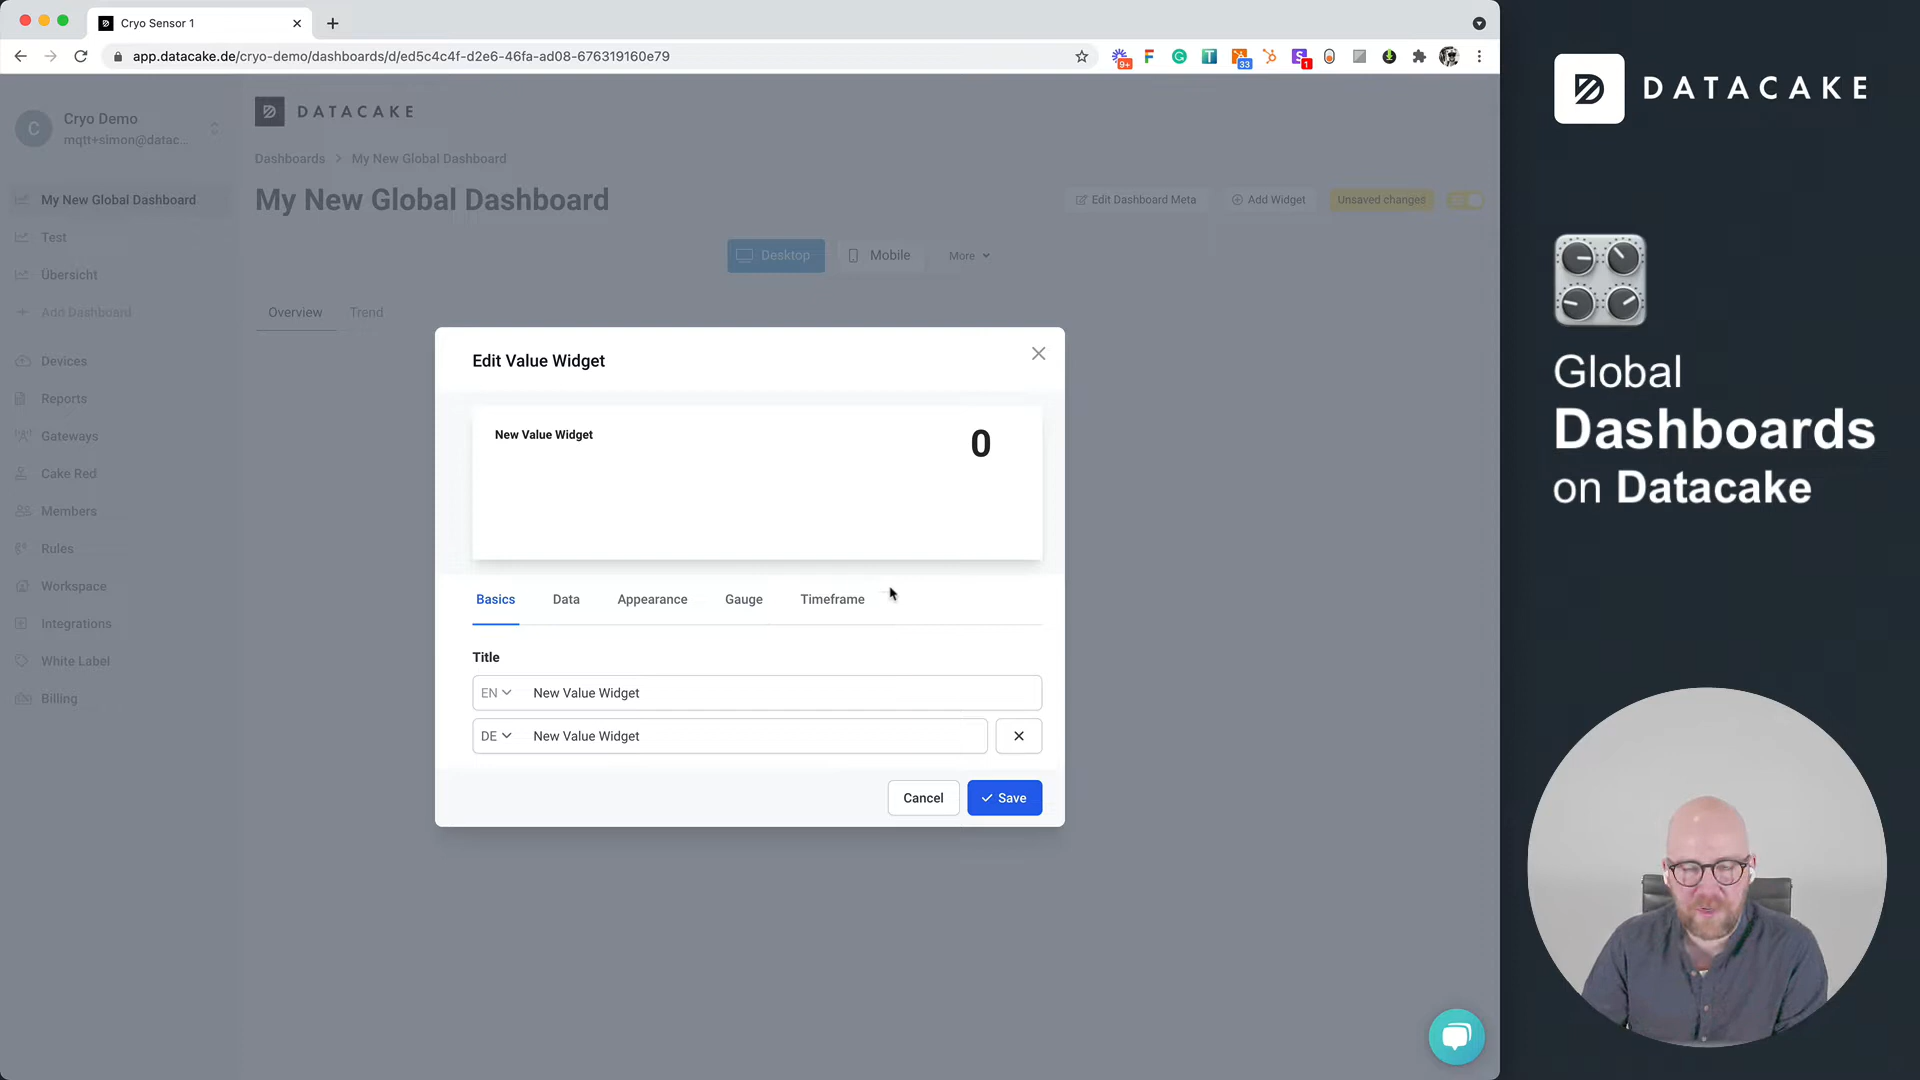 Cryo Sensor 1
app.datacake.de/cryo-demo/dashboards/d/ed5c4c4f-d2e6-46fa-ad08-676319160e79
9+
33
1
C
Cryo Demo
mqtt+simon@datac...
My New Global Dashboard
Test
Übersicht
Add Dashboard
Devices
Reports
Gateways
Cake Red
Members
Rules
Workspace
Integrations
White Label
Billing
DATACAKE
Dashboards > My New Global Dashboard
My New Global Dashboard
Edit Dashboard Meta
Add Widget
Unsaved changes
Desktop
Mobile
More
Overview
Trend
Edit Value Widget
New Value Widget
0
Basics
Data
Appearance
Gauge
Timeframe
Title
EN
New Value Widget
DE
New Value Widget
Cancel
Save
DATACAKE
Global
Dashboards
on Datacake